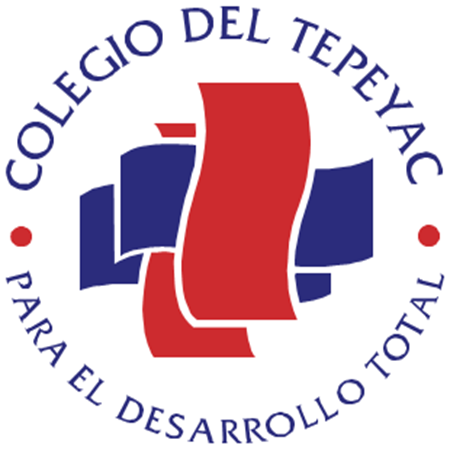 COLEGIO DEL TEPEYAC
PARA EL DESARROLLO TOTAL